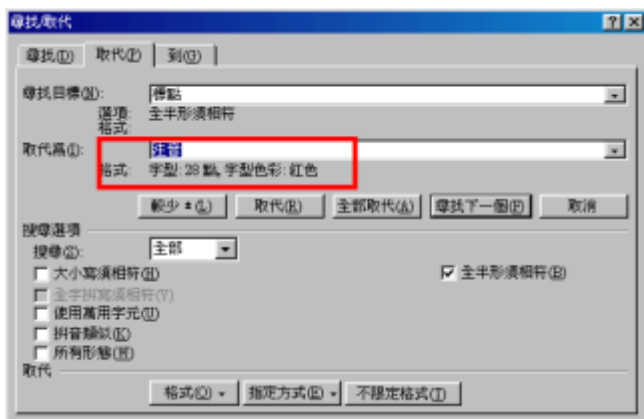 尋找/取代
尋找(D) 取代(P) 到(G)
尋找目標(N): 標點
選項: 全半形須相符
格式:
取代為(I): 注音
格式: 字型: 28 點, 字型色彩: 紅色
較少 ±(L) 取代(R) 全部取代(A) 尋找下一個(F) 取消
搜尋選項
搜尋(S): 全部
大小寫須相符(H) 全半形須相符(B)
全字拼寫須相符(Y)
使用萬用字元(U)
拼音類似(K)
所有形態(M)
取代
格式(O) 指定方式(E) 不限定格式(T)